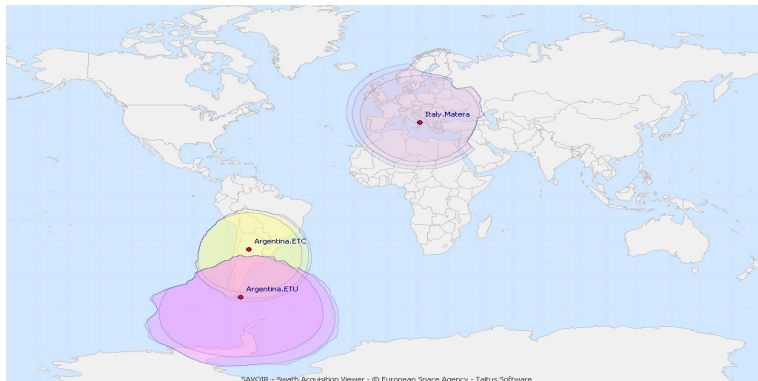 Italy.Matera
Argentina.ETC
Argentina.ETU
SAVOIR - Swath Acquisition Viewer - © European Space Agency - Taitus Software